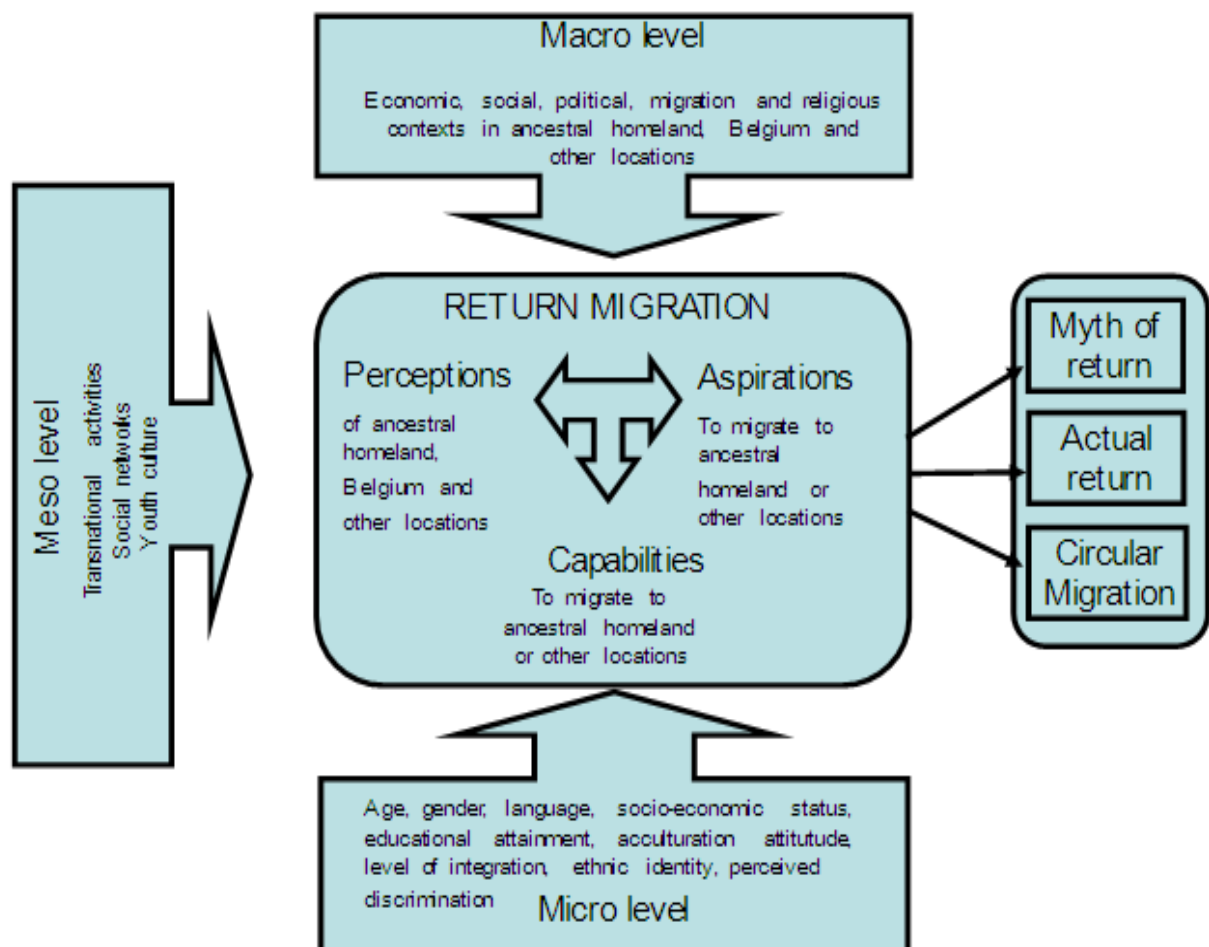 Macro level
Economic, social, political, migration and religious
contexts in ancestral homeland, Belgium and
other locations
Meso level
Transnational activities
Social netwoks
Youth culture
RETURN MIGRATION
Perceptions
of ancestral
homeland,
Belgium and
other locations
Aspirations
To migrate to
ancestral
homeland or
other locations
Capabilities
To migrate to
ancestral homeland
or other locations
Myth of
return
Actual
return
Circular
Migration
Age, gender, language, socio-economic status,
educational attainment, acculturation attitutude,
level of integration, ethnic identity, perceived
discrimination
Micro level